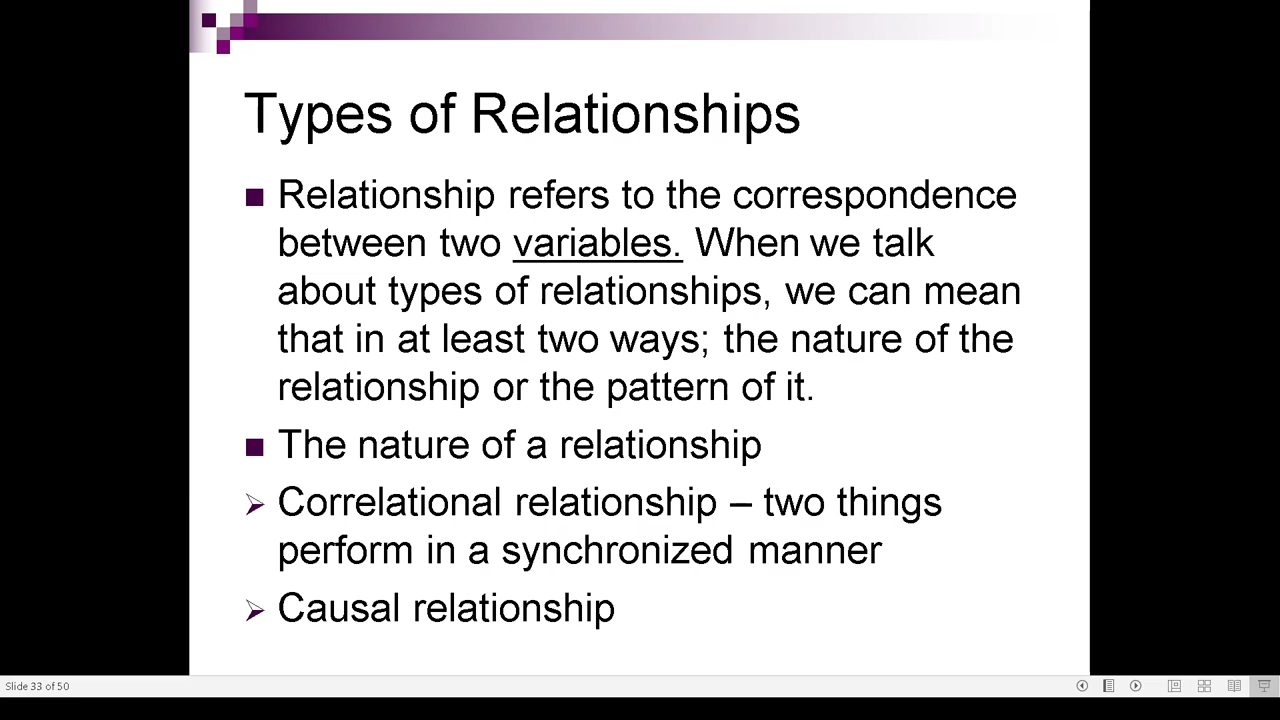 Types of Relationships
Relationship refers to the correspondence
between two variables. When we talk
about types of relationships, we can mean
that in at least two ways; the nature of the
relationship or the pattern of it.
The nature of a relationship
Correlational relationship – two things
perform in a synchronized manner
Causal relationship
Slide 33 of 50